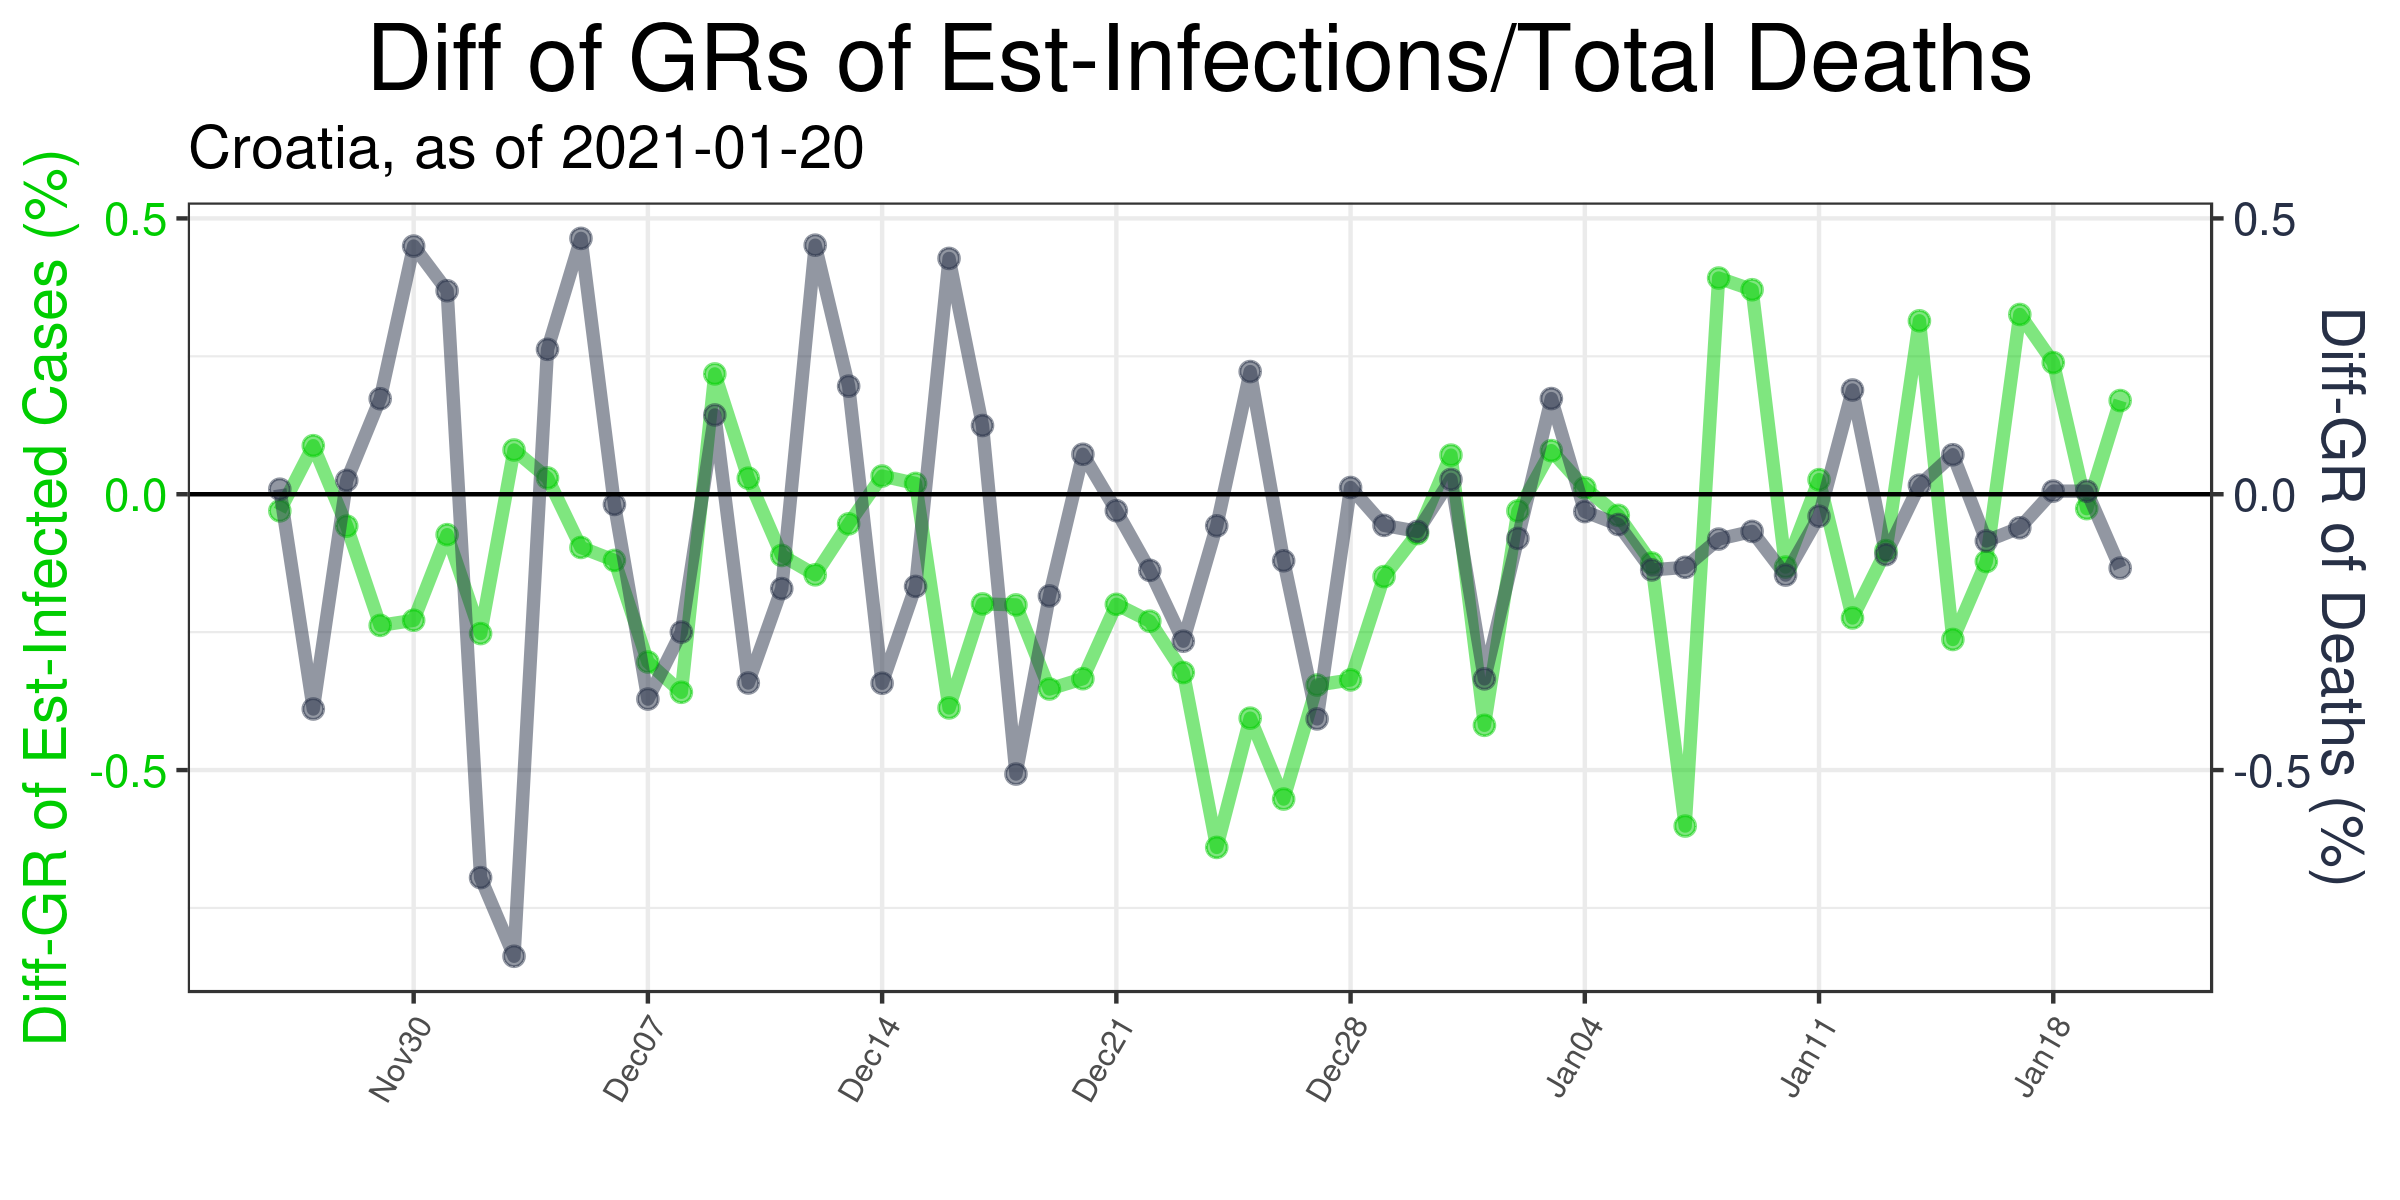 Diff of GRs of Est-Infections/Total Deaths
Croatia, as of 2021-01-20
Diff-GR of Est-Infected Cases (%)
0.5
0.0
-0.5
0.5
0.0
-0.5
Diff-GR of Deaths (%)
Nov30
Dec07
Dec14
Dec21
Dec28
Jan04
Jan11
Jan18